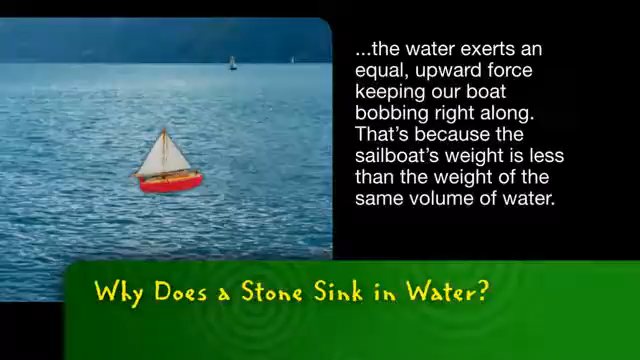 ...the water exerts an
equal, upward force
keeping our boat
bobbing right along.
That's because the
sailboat's weight is less
than the weight of the
same volume of water.
Why Does a Stone Sink in Water?